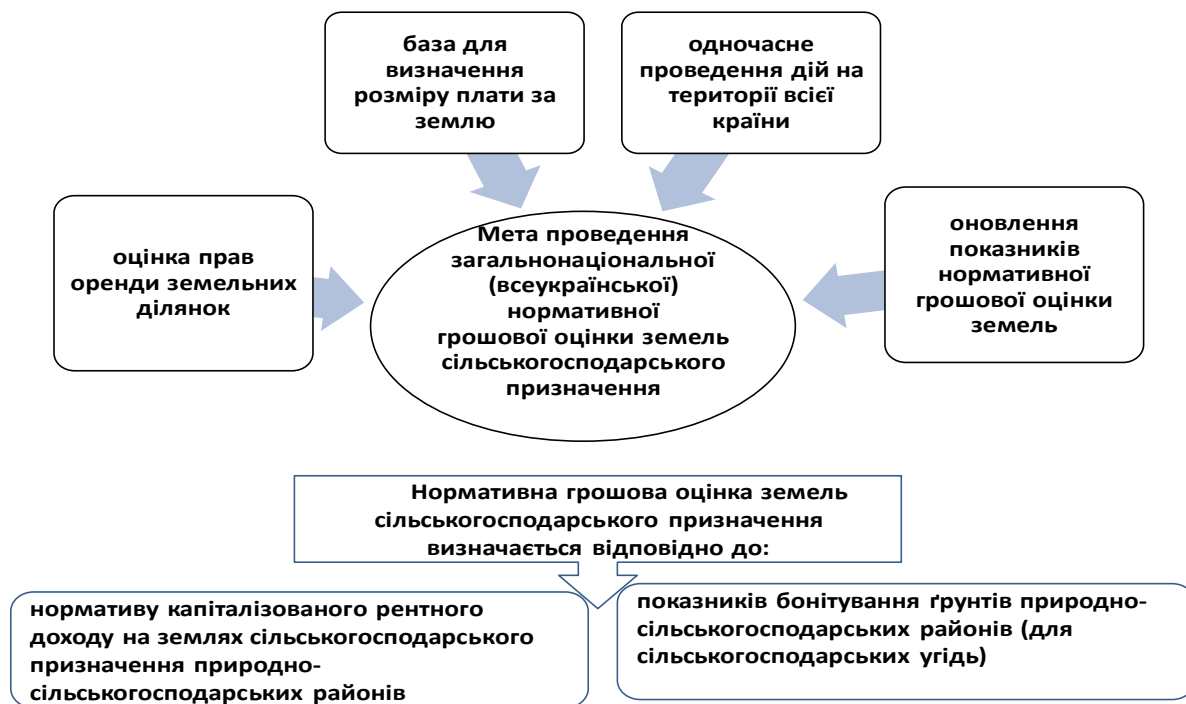 база для
визначення
розміру плати за
землю
одночасне
проведення дій на
території всієї
країни
оцінка прав
оренди земельних
ділянок
Мета проведення
загальнонаціональної
(всеукраїнської)
нормативної
грошової оцінки земель
сільськогосподарського
призначення
оновлення
показників
нормативної
грошової оцінки
земель
Нормативна грошова оцінка земель
сільськогосподарського призначення
визначається відповідно до:
нормативу капіталізованого рентного
доходу на землях сільськогосподарського
призначення природно-
сільськогосподарських районів
показників бонітування ґрунтів природно-
сільськогосподарських районів (для
сільськогосподарських угідь)